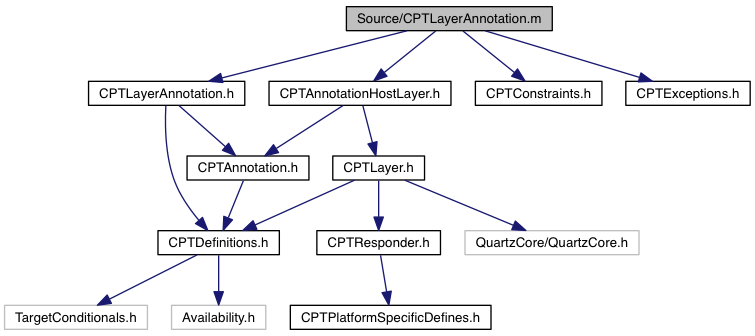 Source/CPTLayerAnnotation.m
CPTLayerAnnotation.h
CPTAnnotationHostLayer.h
CPTConstraints.h
CPTExceptions.h
CPTAnnotation.h
CPTLayer.h
CPTDefinitions.h
CPTResponder.h
QuartzCore/QuartzCore.h
TargetConditionals.h
Availability.h
CPTPlatformSpecificDefines.h